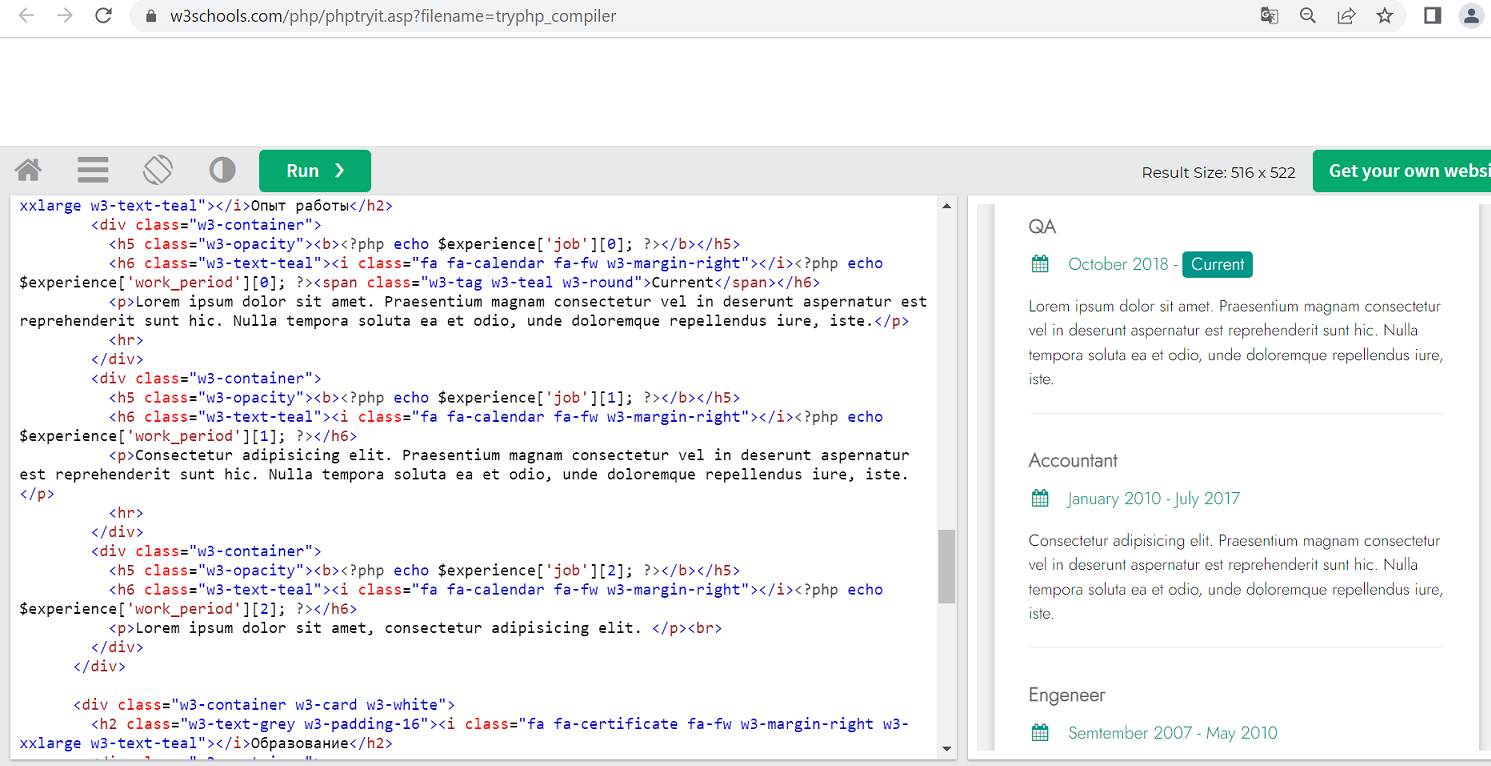 w3schools.com/php/phptryit.asp?filename=tryphp_compiler
Run ❯
Result Size: 516 x 522
Get your own websi
xxlarge w3-text-teal"></i>Опыт работы</h2>
<div class="w3-container">
<h5 class="w3-opacity"><b><?php echo $experience['job'][0]; ?></b></h5>
<h6 class="w3-text-teal"><i class="fa fa-calendar fa-fw w3-margin-right"></i><?php echo
$experience['work_period'][0]; ?><span class="w3-tag w3-teal w3-round">Current</span></h6>
<p>Lorem ipsum dolor sit amet. Praesentium magnam consectetur vel in deserunt aspernatur est
reprehenderit sunt hic. Nulla tempora soluta ea et odio, unde doloremque repellendus iure, iste.</p>
<hr>
</div>
<div class="w3-container">
<h5 class="w3-opacity"><b><?php echo $experience['job'][1]; ?></b></h5>
<h6 class="w3-text-teal"><i class="fa fa-calendar fa-fw w3-margin-right"></i><?php echo
$experience['work_period'][1]; ?></h6>
<p>Consectetur adipisicing elit. Praesentium magnam consectetur vel in deserunt aspernatur
est reprehenderit sunt hic. Nulla tempora soluta ea et odio, unde doloremque repellendus iure, iste.
</p>
<hr>
</div>
<div class="w3-container">
<h5 class="w3-opacity"><b><?php echo $experience['job'][2]; ?></b></h5>
<h6 class="w3-text-teal"><i class="fa fa-calendar fa-fw w3-margin-right"></i><?php echo
$experience['work_period'][2]; ?></h6>
<p>Lorem ipsum dolor sit amet, consectetur adipisicing elit. </p><br>
</div>
</div>
<div class="w3-container w3-card w3-white">
<h2 class="w3-text-grey w3-padding-16"><i class="fa fa-certificate fa-fw w3-margin-right w3-
xxlarge w3-text-teal"></i>Образование</h2>
QA
October 2018 - Current
Lorem ipsum dolor sit amet. Praesentium magnam consectetur
vel in deserunt aspernatur est reprehenderit sunt hic. Nulla
tempora soluta ea et odio, unde doloremque repellendus iure,
iste.
Accountant
January 2010 - July 2017
Consectetur adipisicing elit. Praesentium magnam consectetur
vel in deserunt aspernatur est reprehenderit sunt hic. Nulla
tempora soluta ea et odio, unde doloremque repellendus iure,
iste.
Engeneer
Semtember 2007 - May 2010